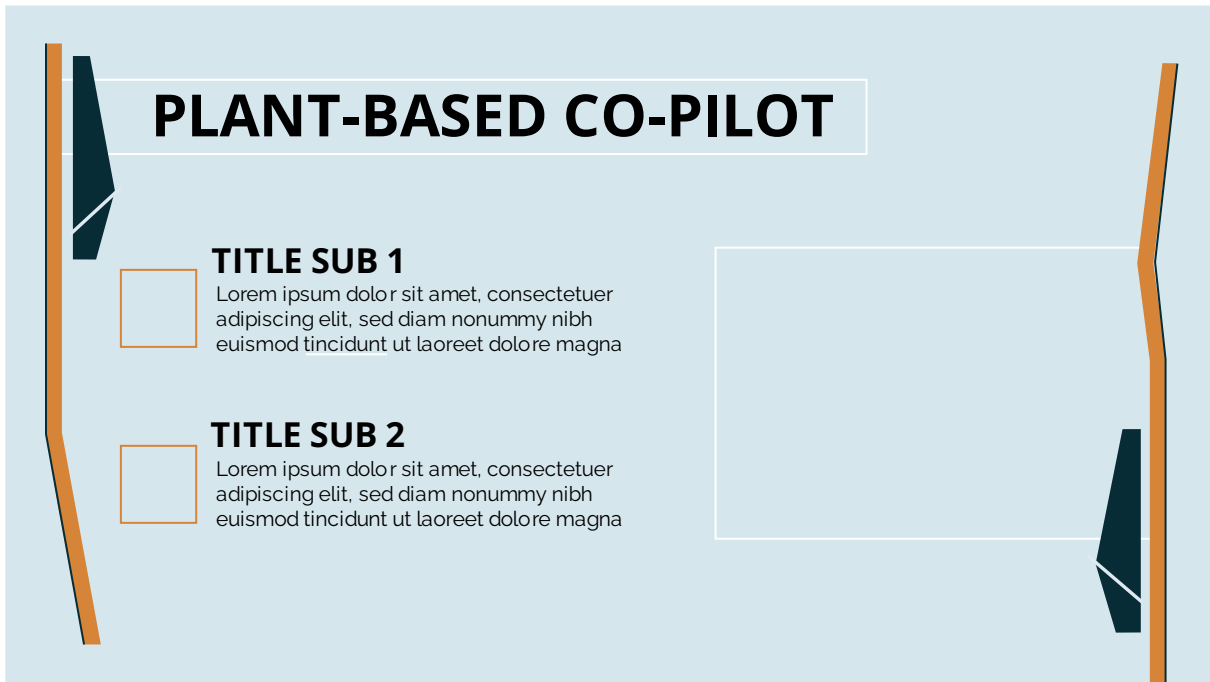 PLANT-BASED CO-PILOT
TITLE SUB 1
Lorem ipsum dolor sit amet, consectetuer
adipiscing elit, sed diam nonummy nibh
euismod tincidunt ut laoreet dolore magna
TITLE SUB 2
Lorem ipsum dolor sit amet, consectetuer
adipiscing elit, sed diam nonummy nibh
euismod tincidunt ut laoreet dolore magna